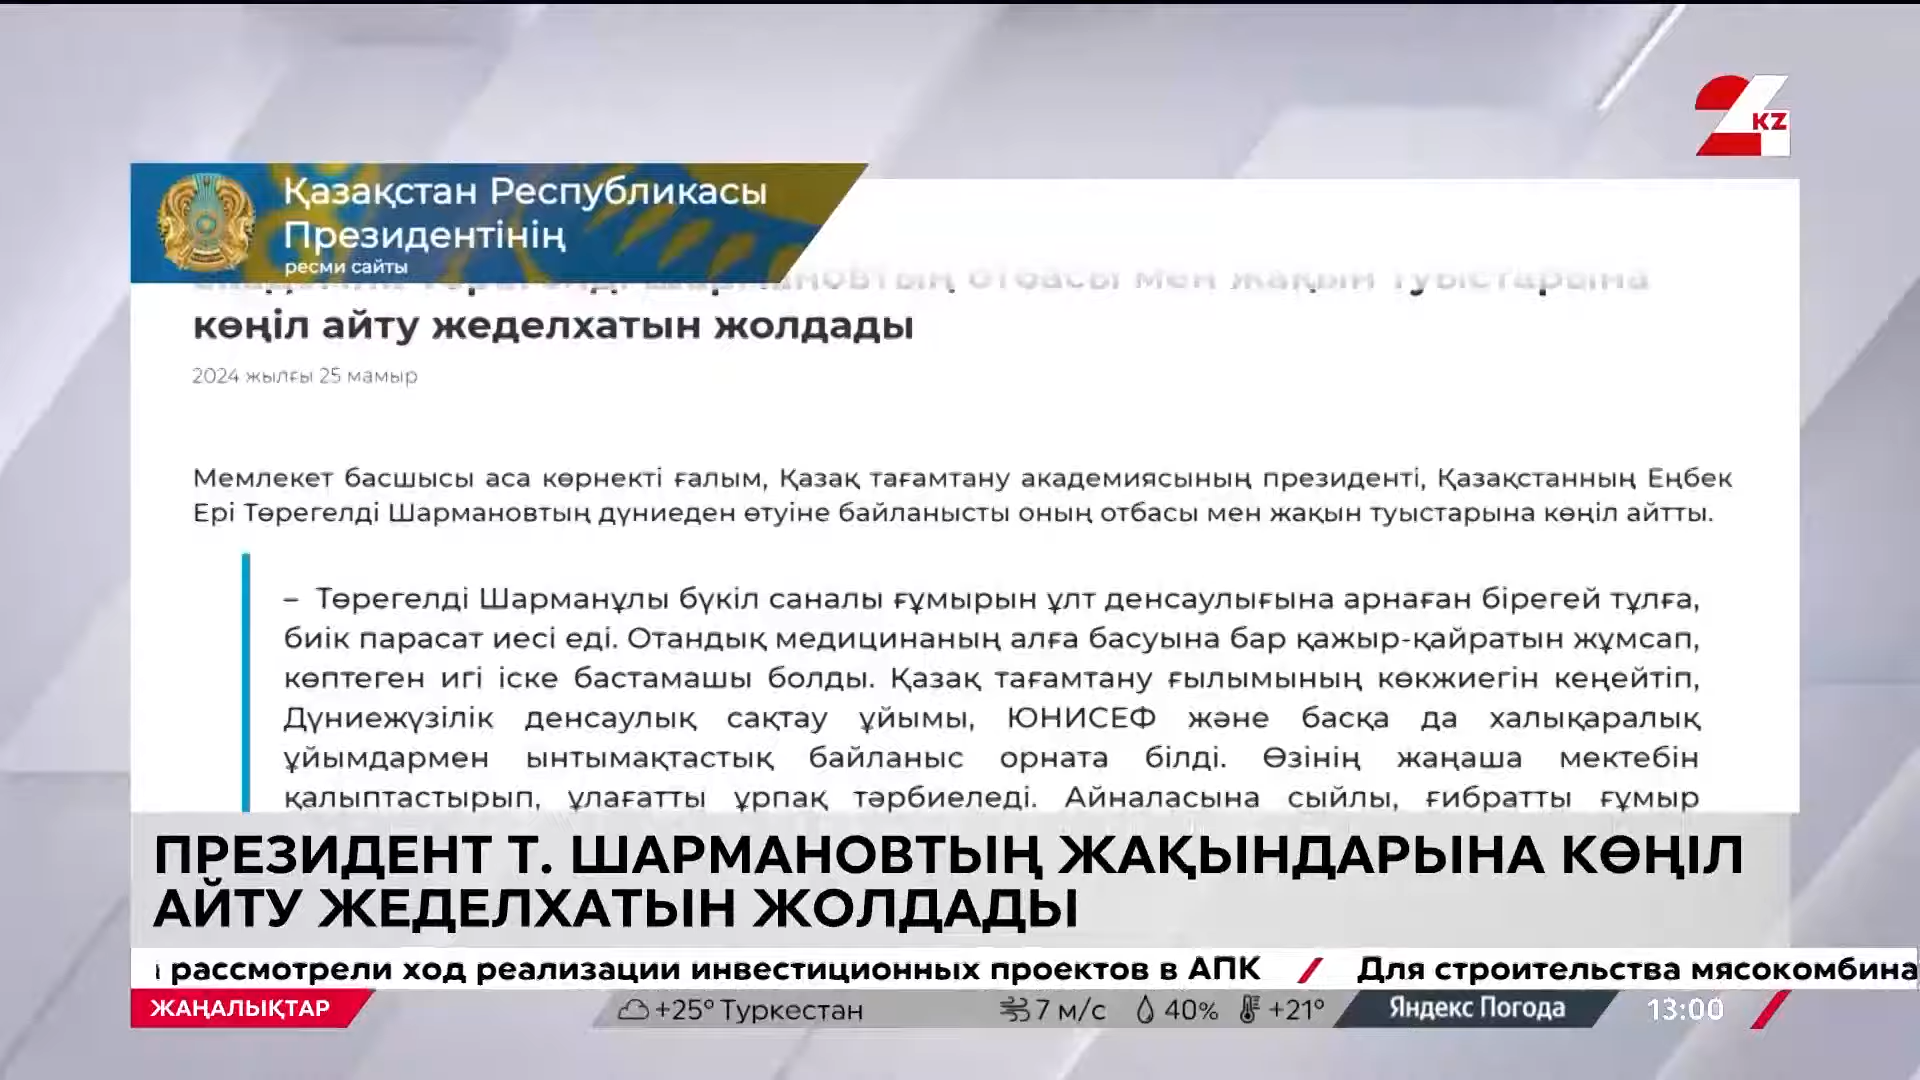 24 KZ
Қазақстан Республикасы
Президентінің
ресми сайты
отбасы мен жақын туыстарына
көңіл айту жеделхатын жолдады
2024 жылғы 25 мамыр
Мемлекет басшысы аса көрнекті ғалым, Қазақ тағамтану академиясының президенті, Қазақстанның Еңбек
Ері Төрегелді Шармановтың дүниеден өтуіне байланысты оның отбасы мен жақын туыстарына көңіл айтты.
– Төрегелді Шарманұлы бүкіл саналы ғұмырын ұлт денсаулығына арнаған бірегей тұлға,
биік парасат иесі еді. Отандық медицинаның алға басуына бар қажыр-қайратын жұмсап,
көптеген игі іске бастамашы болды. Қазақ тағамтану ғылымының көкжиегін кеңейтіп,
Дүниежүзілік денсаулық сақтау ұйымы, ЮНИСЕФ және басқа да халықаралық
ұйымдармен ынтымақтастық байланыс орната білді. Өзінің жаңаша мектебін
қалыптастырып, ұлағатты ұрпақ тәрбиеледі. Айналасына сыйлы, ғибратты ғұмыр
ПРЕЗИДЕНТ Т. ШАРМАНОВТЫҢ ЖАҚЫНДАРЫНА КӨҢІЛ
АЙТУ ЖЕДЕЛХАТЫН ЖОЛДАДЫ
рассмотрели ход реализации инвестиционных проектов в АПК / Для строительства мясокомбина
ЖАҢАЛЫҚТАР +25° Туркестан 7 м/с 40% +21° Яндекс Погода 13:00